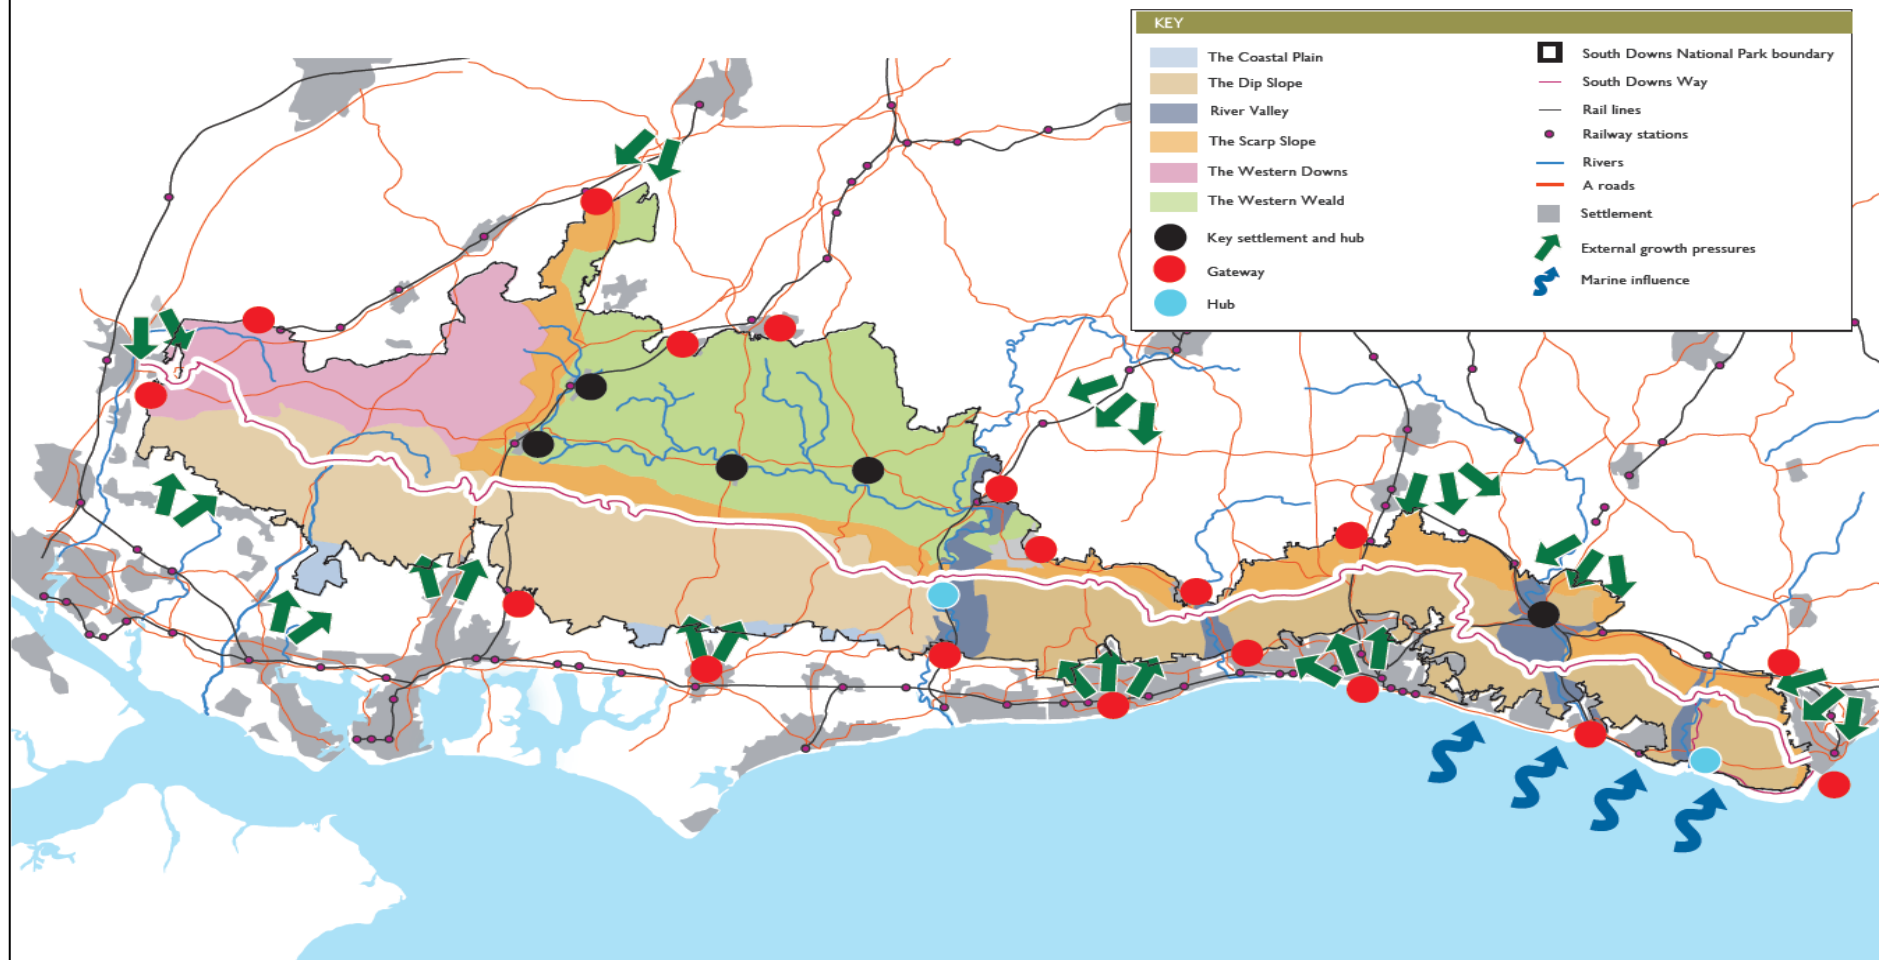 KEY
The Coastal Plain
The Dip Slope
River Valley
The Scarp Slope
The Western Downs
The Western Weald
Key settlement and hub
Gateway
Hub
South Downs National Park boundary
South Downs Way
Rail lines
Railway stations
Rivers
A roads
Settlement
External growth pressures
Marine influence